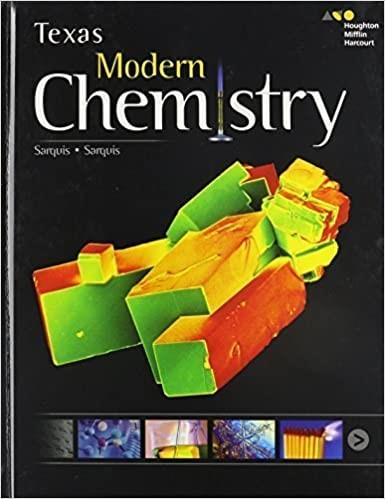 Houghton
Mifflin
Harcourt
Texas
Modern
Chemistry
Sarquis • Sarquis